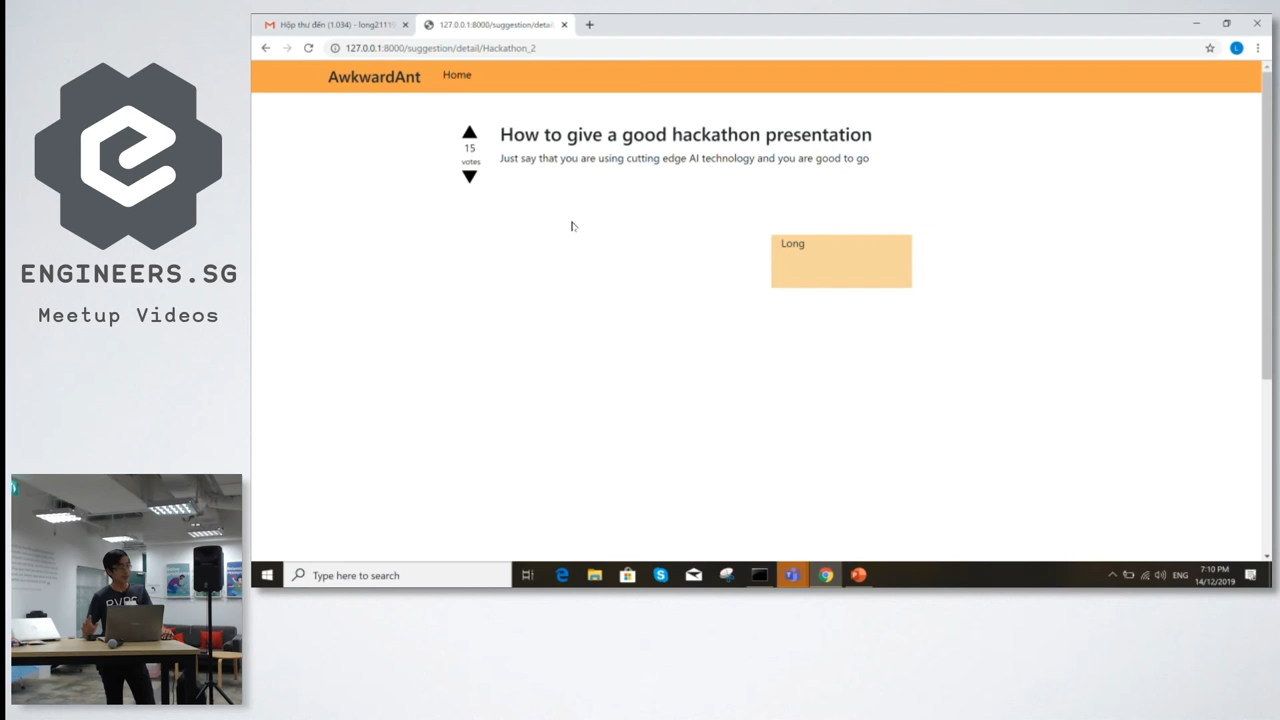 ENGINEERS.SG
Meetup Videos
Hộp thư đến (1.034) - long2111
127.0.0.1:8000/suggestion/detai
127.0.0.1:8000/suggestion/detail/Hackathon_2
AwkwardAnt
Home
15
votes
How to give a good hackathon presentation
Just say that you are using cutting edge AI technology and you are good to go
Long
Type here to search
ENG
7:10 PM
14/12/2019